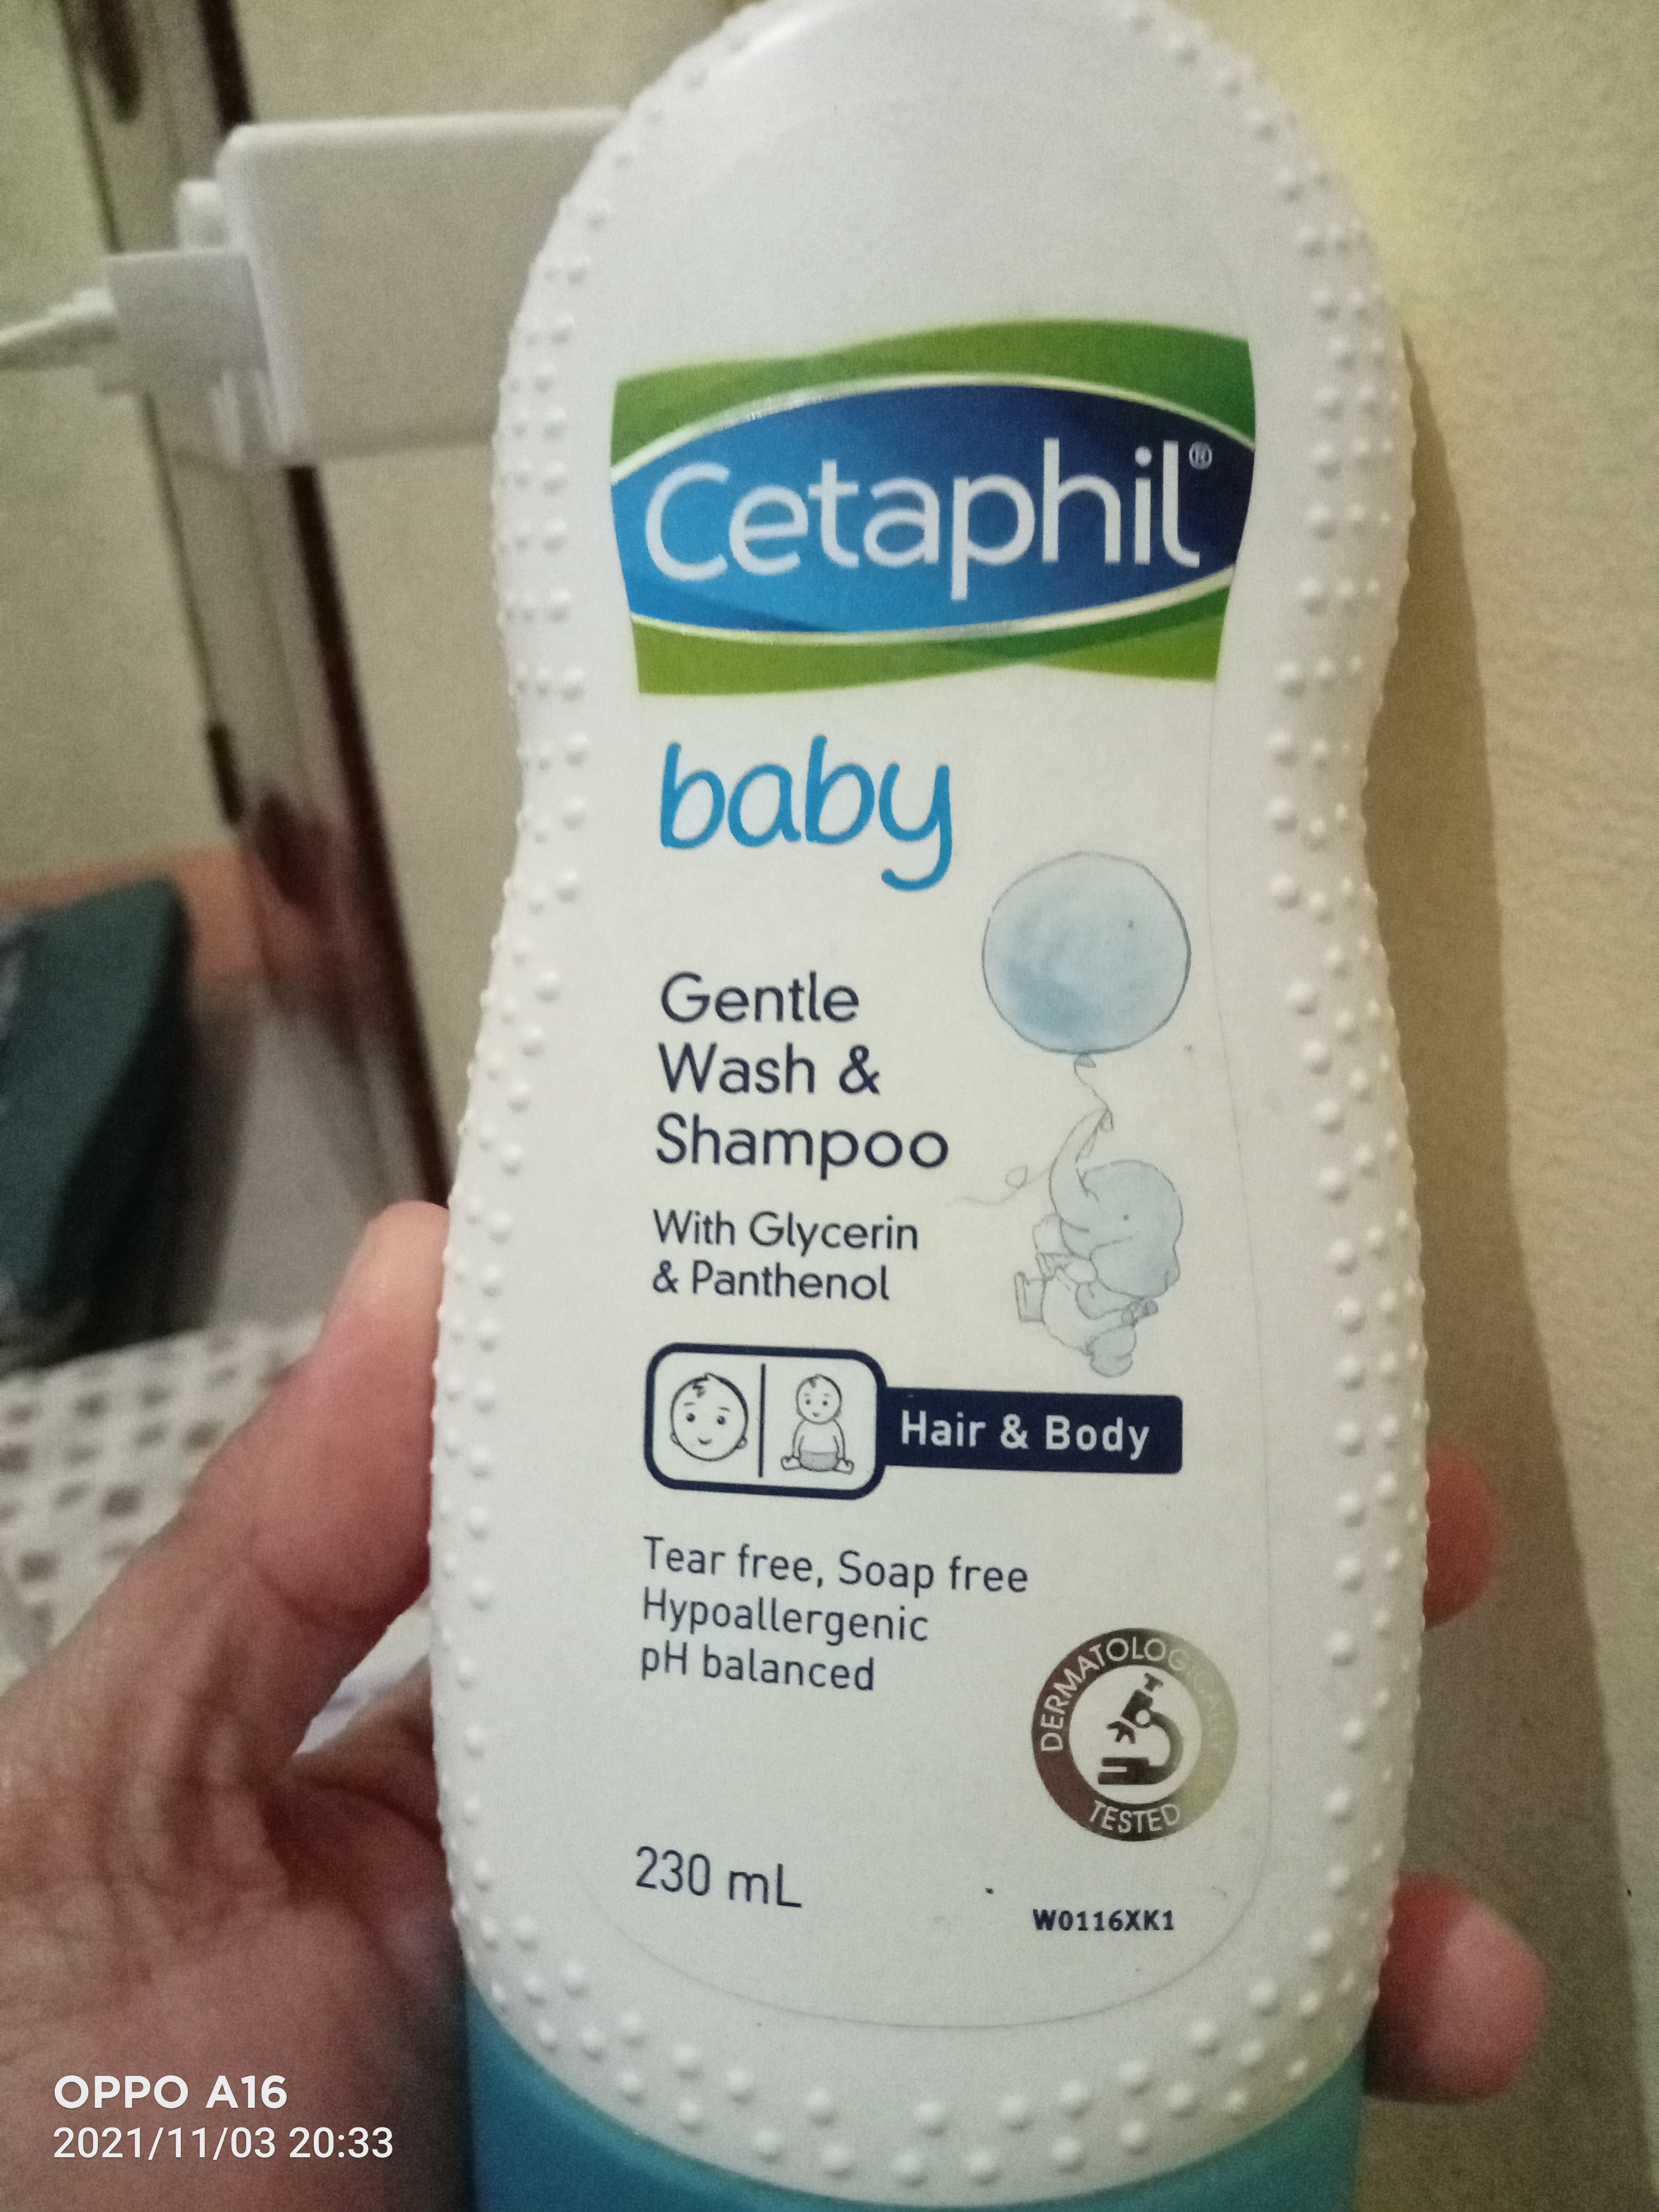 Cetaphil®
baby
Gentle
Wash &
Shampoo
With Glycerin
& Panthenol
Hair & Body
Tear free, Soap free
Hypoallergenic
pH balanced
DERMATOLOGICALLY
TESTED
230 mL
W0116XK1
OPPO A16
2021/11/03 20:33